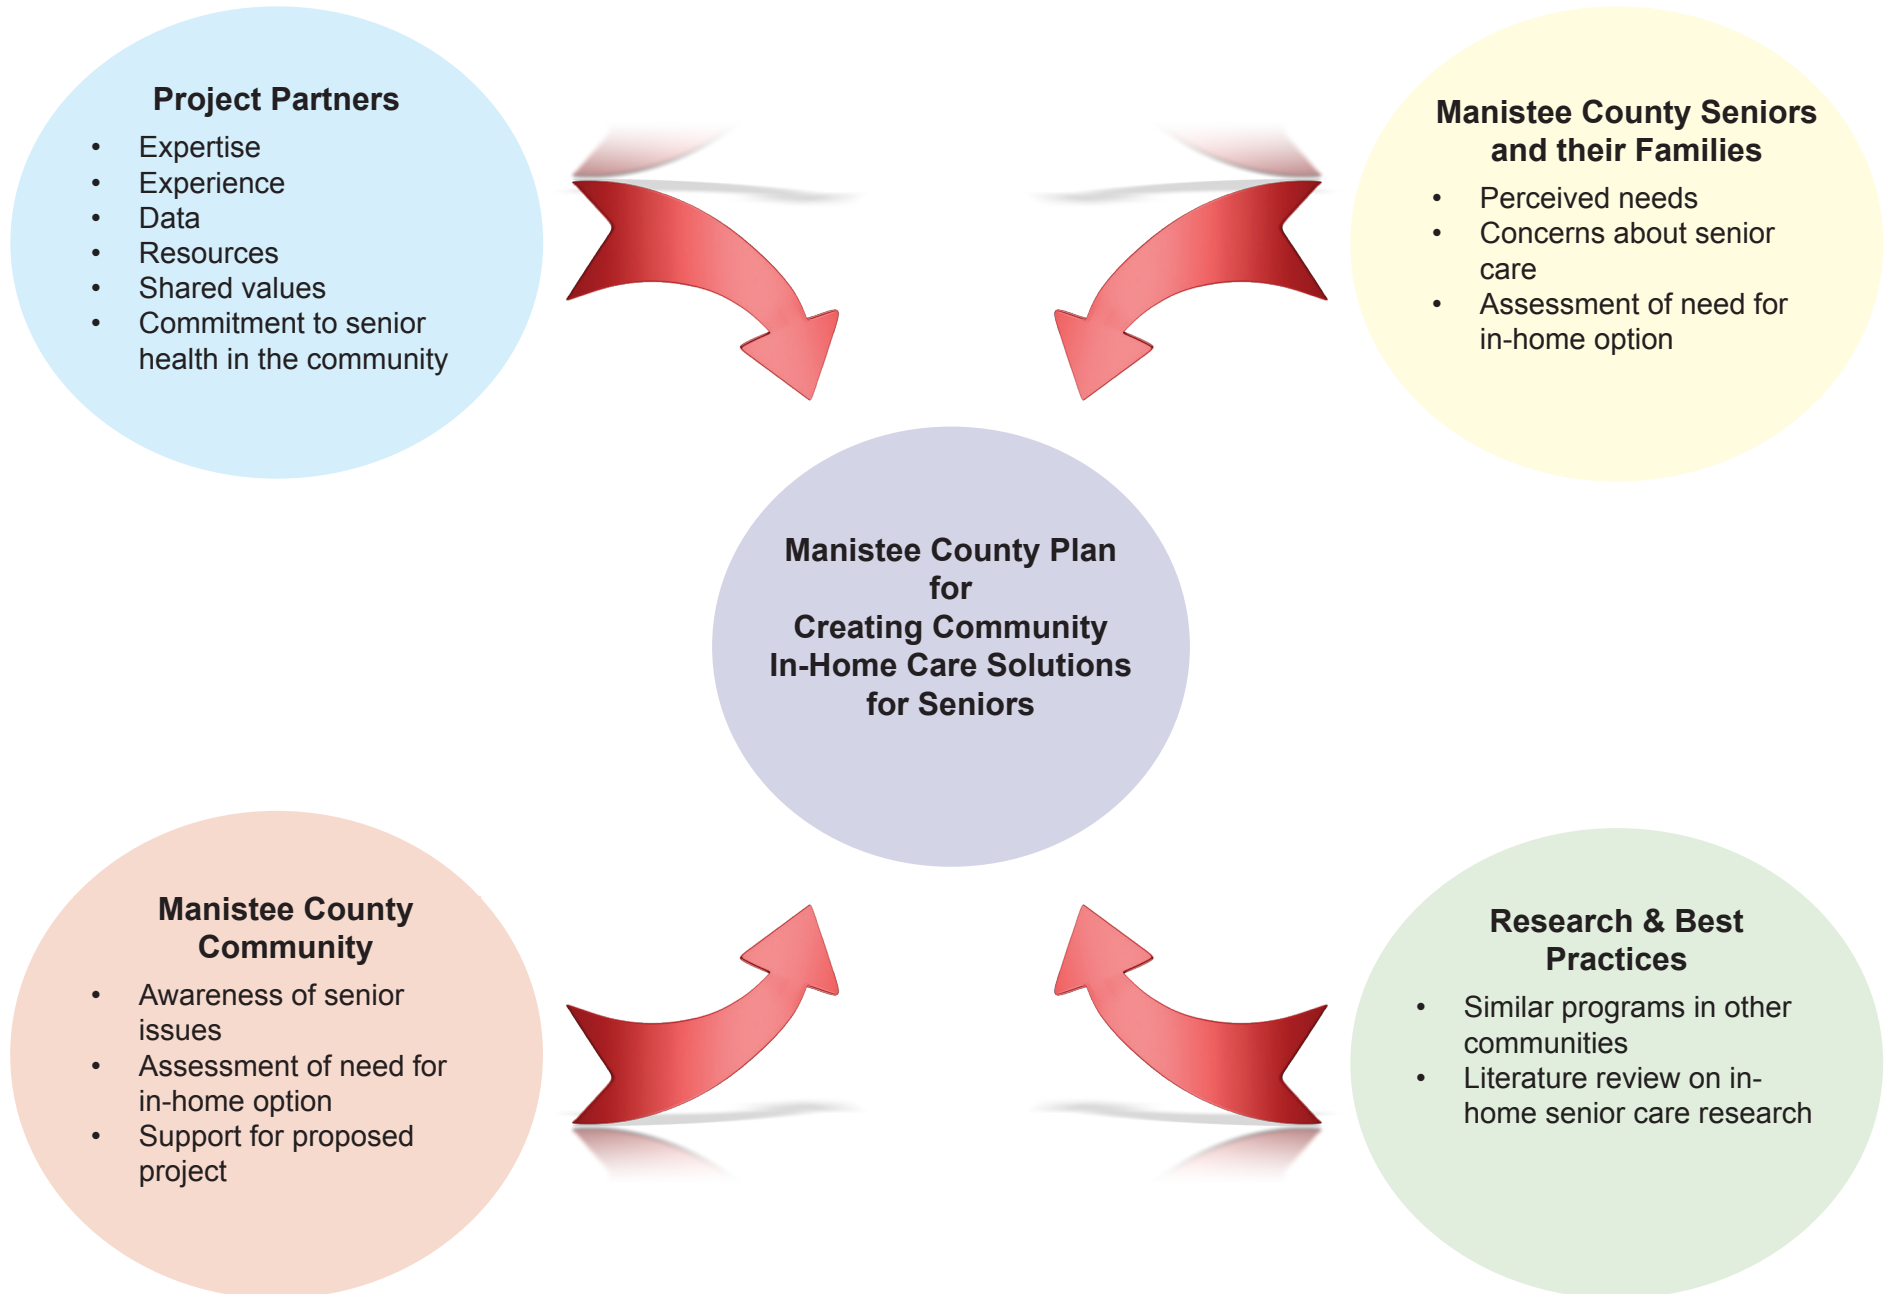 Project Partners
• Expertise
• Experience
• Data
• Resources
• Shared values
• Commitment to senior
health in the community
Manistee County Seniors
and their Families
• Perceived needs
• Concerns about senior
care
• Assessment of need for
in-home option
Manistee County Plan
for
Creating Community
In-Home Care Solutions
for Seniors
Manistee County
Community
• Awareness of senior
issues
• Assessment of need for
in-home option
• Support for proposed
project
Research & Best
Practices
• Similar programs in other
communities
• Literature review on in-
home senior care research